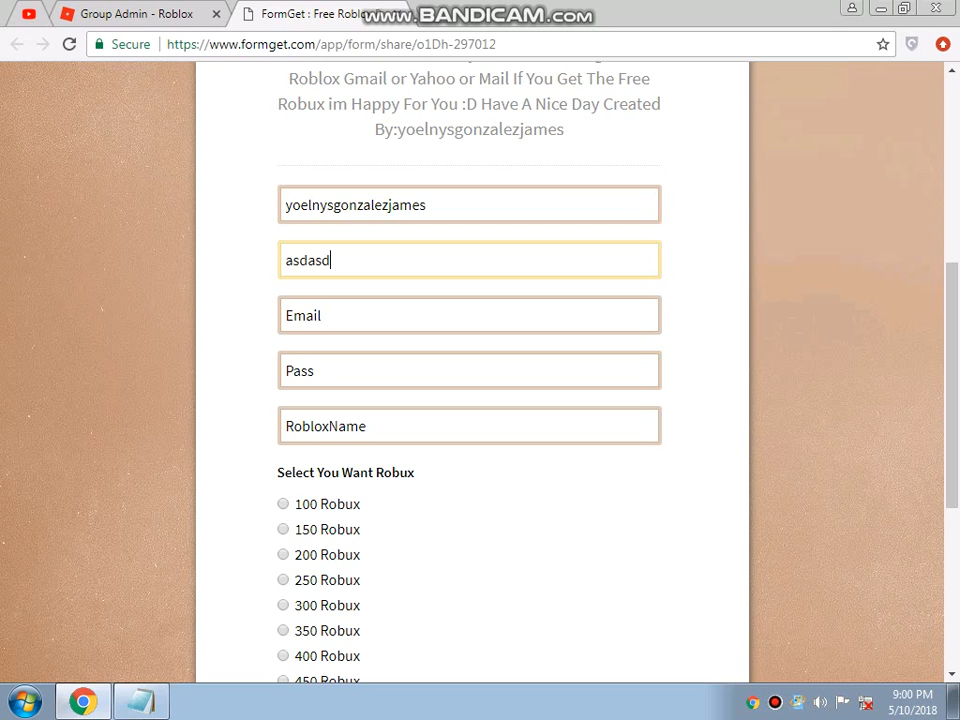 Group Admin - Roblox
FormGet : Free Roblo
www.BANDICAM.com
Secure
https://www.formget.com/app/form/share/o1Dh-297012
Roblox Gmail or Yahoo or Mail If You Get The Free
Robux im Happy For You :D Have A Nice Day Created
By:yoelnysgonzalezjames
yoelnysgonzalezjames
asdasd
Email
Pass
RobloxName
Select You Want Robux
100 Robux
150 Robux
200 Robux
250 Robux
300 Robux
350 Robux
400 Robux
450 Robux
9:00 PM
5/10/2018